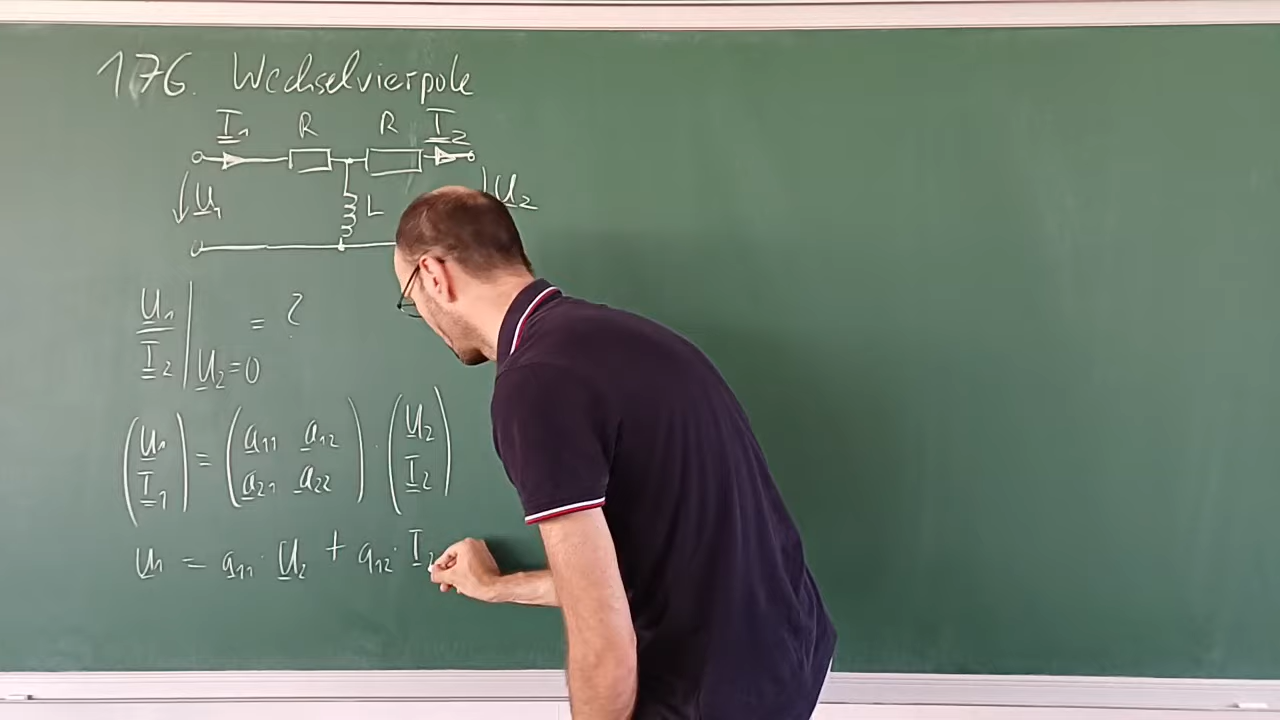 176. Wechselvierpole
I1 R R I2
U1 L U2
U1 / I2 | U2=0 = ?
(U1 I1) = (a11 a12 a21 a22) · (U2 I2)
U1 = a11 · U2 + a12 · I2